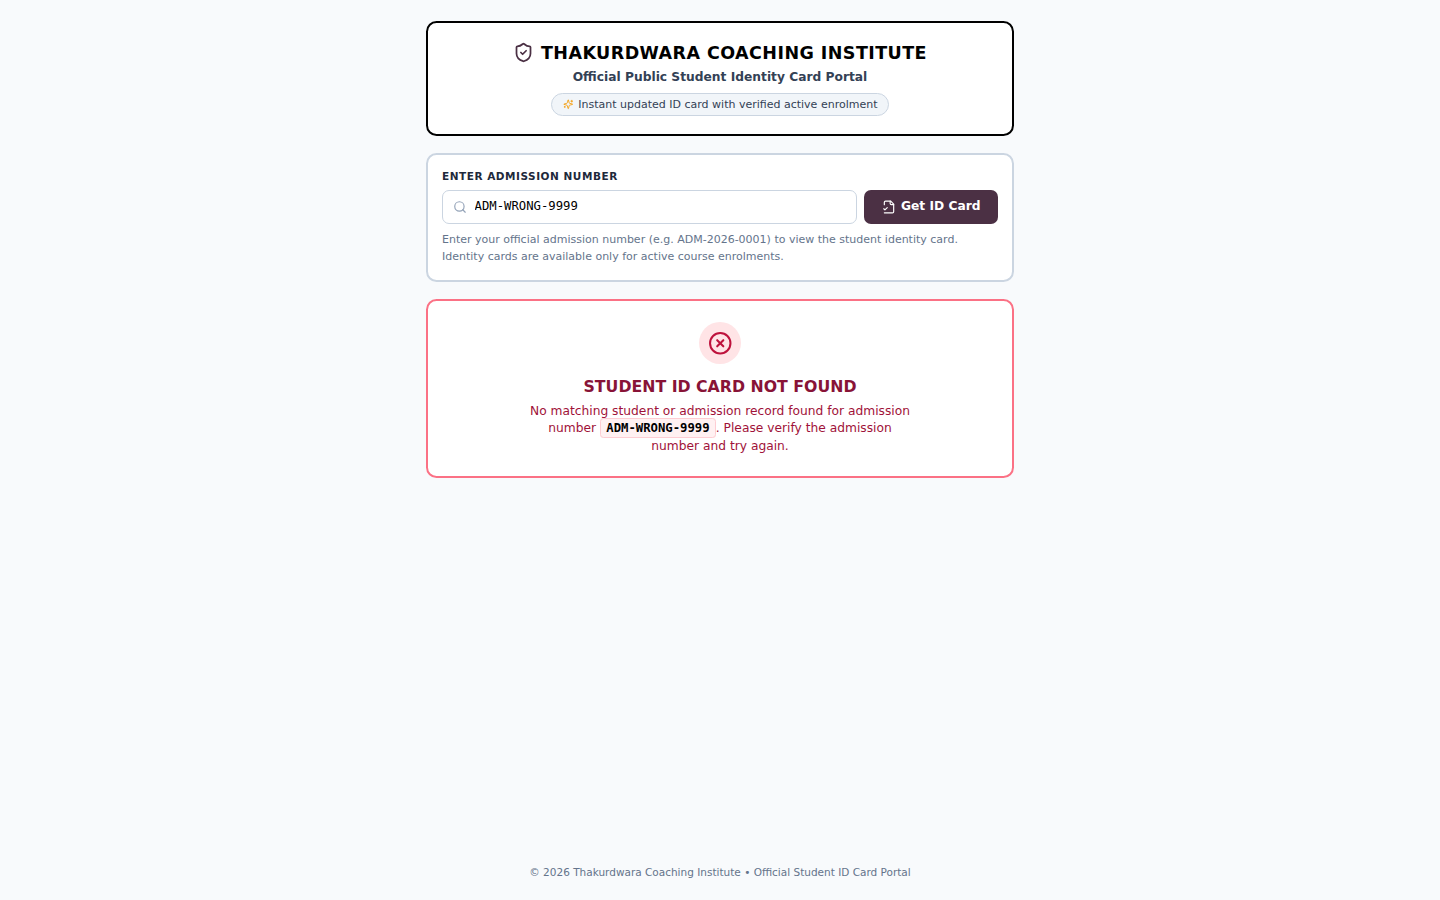 THAKURDWARA COACHING INSTITUTE
Official Public Student Identity Card Portal
Instant updated ID card with verified active enrolment
ENTER ADMISSION NUMBER
ADM-WRONG-9999
Get ID Card
Enter your official admission number (e.g. ADM-2026-0001) to view the student identity card.
Identity cards are available only for active course enrolments.
STUDENT ID CARD NOT FOUND
No matching student or admission record found for admission
number ADM-WRONG-9999. Please verify the admission
number and try again.
© 2026 Thakurdwara Coaching Institute • Official Student ID Card Portal